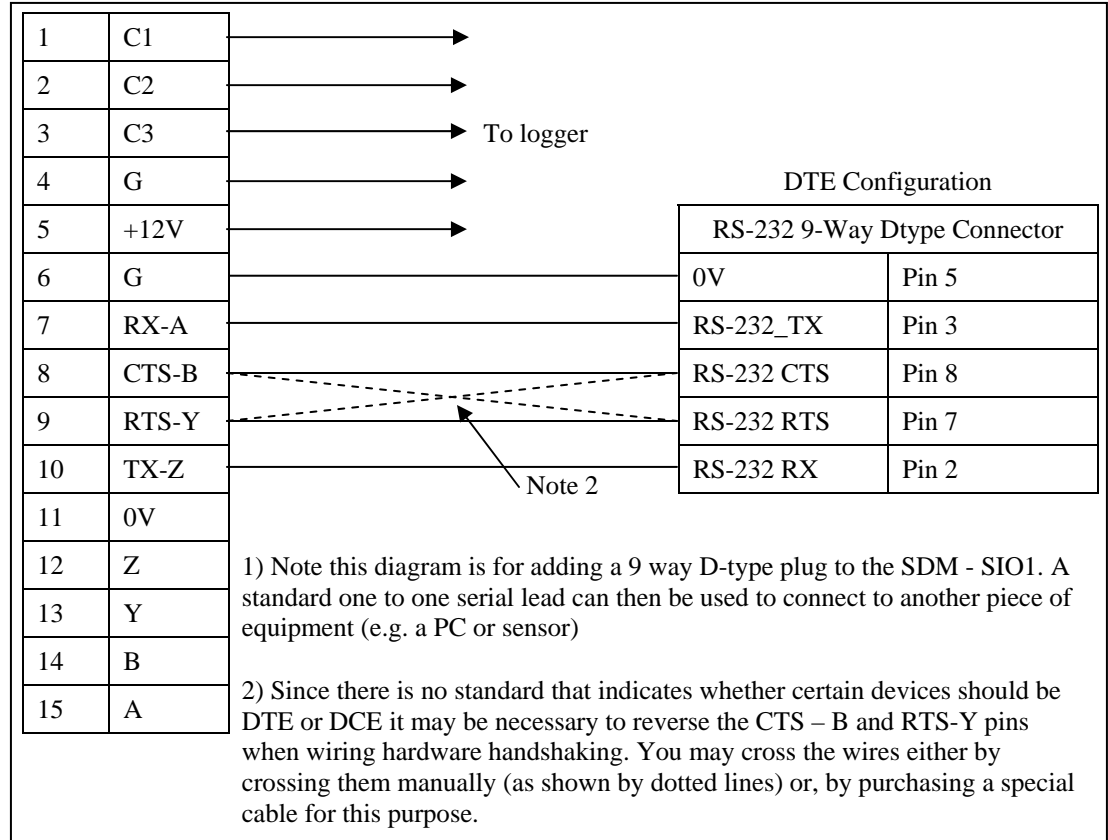 1 C1
2 C2
3 C3 To logger
4 G DTE Configuration
5 +12V RS-232 9-Way Dtype Connector
6 G 0V Pin 5
7 RX-A RS-232_TX Pin 3
8 CTS-B RS-232 CTS Pin 8
9 RTS-Y RS-232 RTS Pin 7
10 TX-Z RS-232 RX Pin 2
Note 2
11 0V
12 Z
13 Y
14 B
15 A
1) Note this diagram is for adding a 9 way D-type plug to the SDM - SIO1. A
standard one to one serial lead can then be used to connect to another piece of
equipment (e.g. a PC or sensor)
2) Since there is no standard that indicates whether certain devices should be
DTE or DCE it may be necessary to reverse the CTS – B and RTS-Y pins
when wiring hardware handshaking. You may cross the wires either by
crossing them manually (as shown by dotted lines) or, by purchasing a special
cable for this purpose.